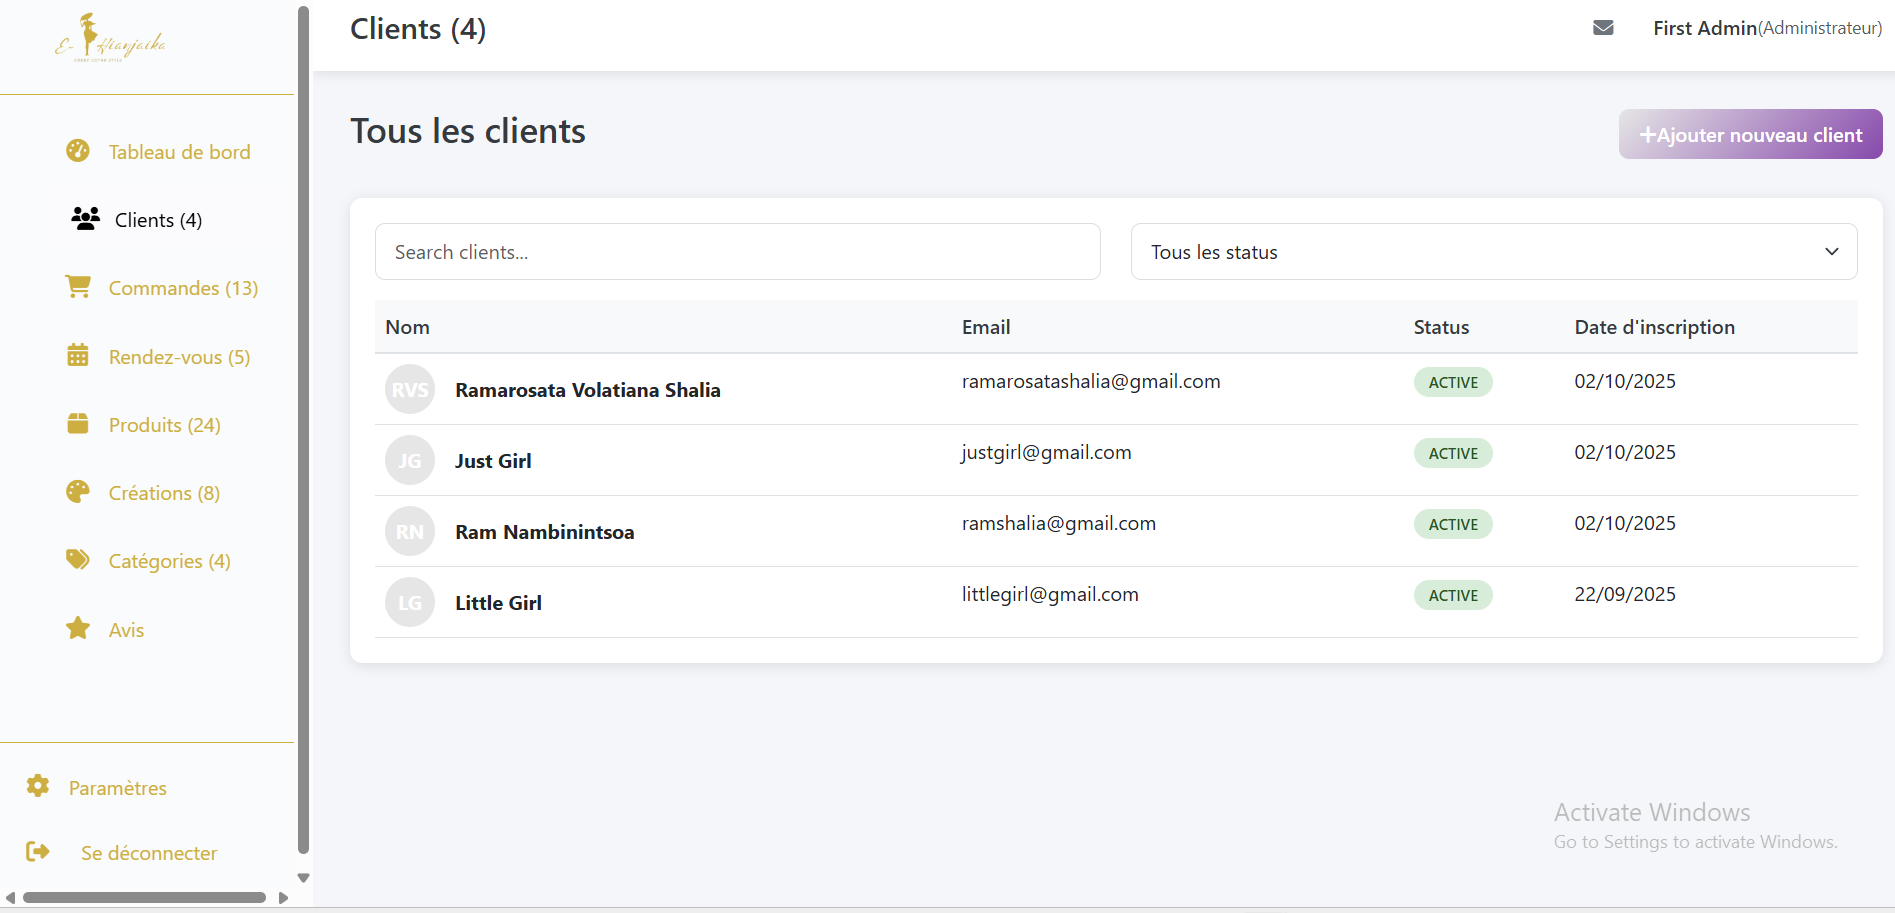 E- Hianjaika
Clients (4)
First Admin(Administrateur)
Tableau de bord
Clients (4)
Commandes (13)
Rendez-vous (5)
Produits (24)
Créations (8)
Catégories (4)
Avis
Paramètres
Se déconnecter
Tous les clients
+Ajouter nouveau client
Search clients...
Tous les status
Nom Email Status Date d'inscription
RVS Ramarosata Volatiana Shalia ramarosatashalia@gmail.com ACTIVE 02/10/2025
JG Just Girl justgirl@gmail.com ACTIVE 02/10/2025
RN Ram Nambinintsoa ramshalia@gmail.com ACTIVE 02/10/2025
LG Little Girl littlegirl@gmail.com ACTIVE 22/09/2025
Activate Windows
Go to Settings to activate Windows.